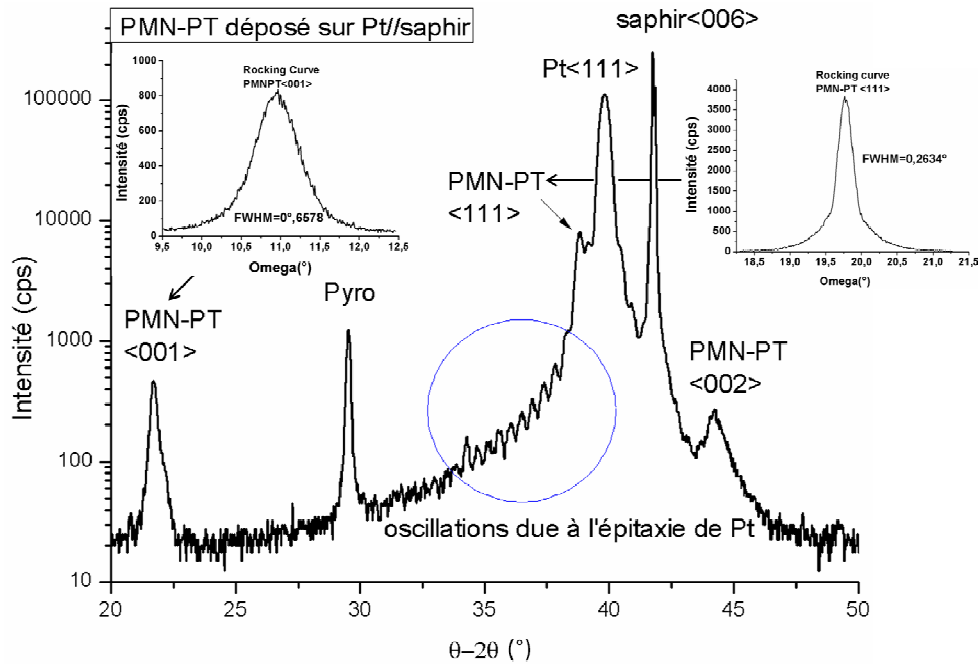 PMN-PT déposé sur Pt//saphir
saphir<006>
Pt<111>
PMN-PT
<111>
PMN-PT
<001>
Pyro
PMN-PT
<002>
oscillations due à l'épitaxie de Pt
Intensité (cps)
100000
10000
1000
100
10
20
25
30
35
40
45
50
θ–2θ (°)
Rocking Curve
PMNPT<001>
FWHM=0°,6578
Intensité (cps)
1000
800
600
400
200
0
9,5
10,0
10,5
11,0
11,5
12,0
12,5
Omega(°)
Rocking curve
PMN-PT <111>
FWHM=0,2634°
Intensité (cps)
4000
3500
3000
2500
2000
1500
1000
500
0
18,5
19,0
19,5
20,0
20,5
21,0
21,5
Omega(°)